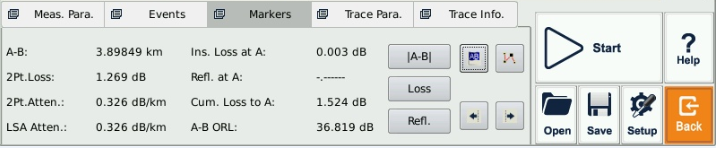 Meas. Para.
Events
Markers
Trace Para.
Trace Info.
A-B: 3.89849 km Ins. Loss at A: 0.003 dB
2Pt.Loss: 1.269 dB Refl. at A: -.------
2Pt.Atten.: 0.326 dB/km Cum. Loss to A: 1.524 dB
LSA Atten.: 0.326 dB/km A-B ORL: 36.819 dB
|A-B|
Loss
Refl.
Start
?
Help
Open
Save
Setup
Back